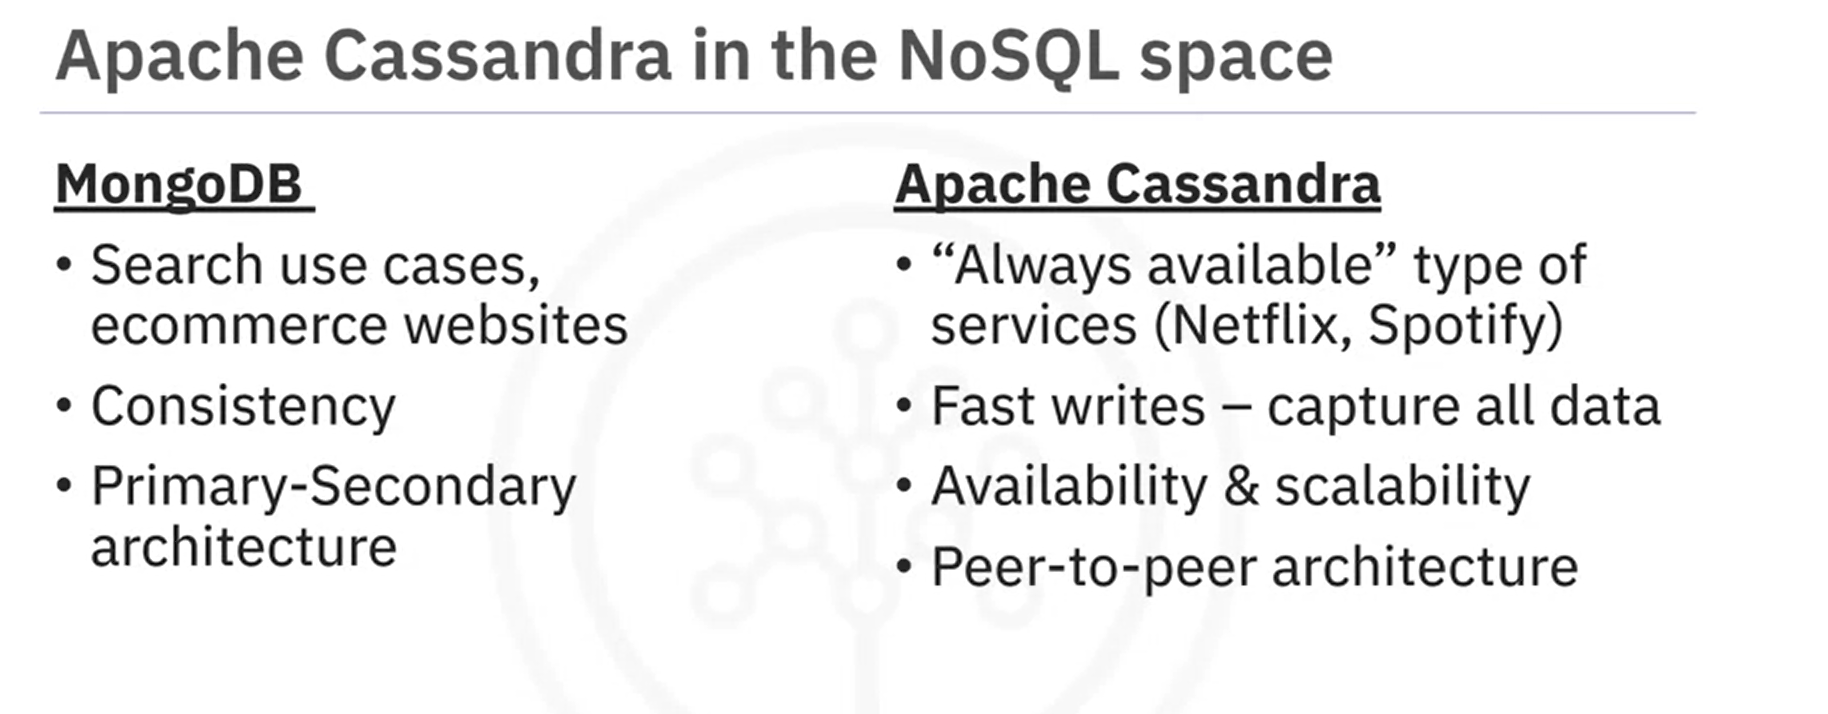 Apache Cassandra in the NoSQL space
MongoDB
• Search use cases,
ecommerce websites
• Consistency
• Primary-Secondary
architecture
Apache Cassandra
• “Always available” type of
services (Netflix, Spotify)
• Fast writes – capture all data
• Availability & scalability
• Peer-to-peer architecture